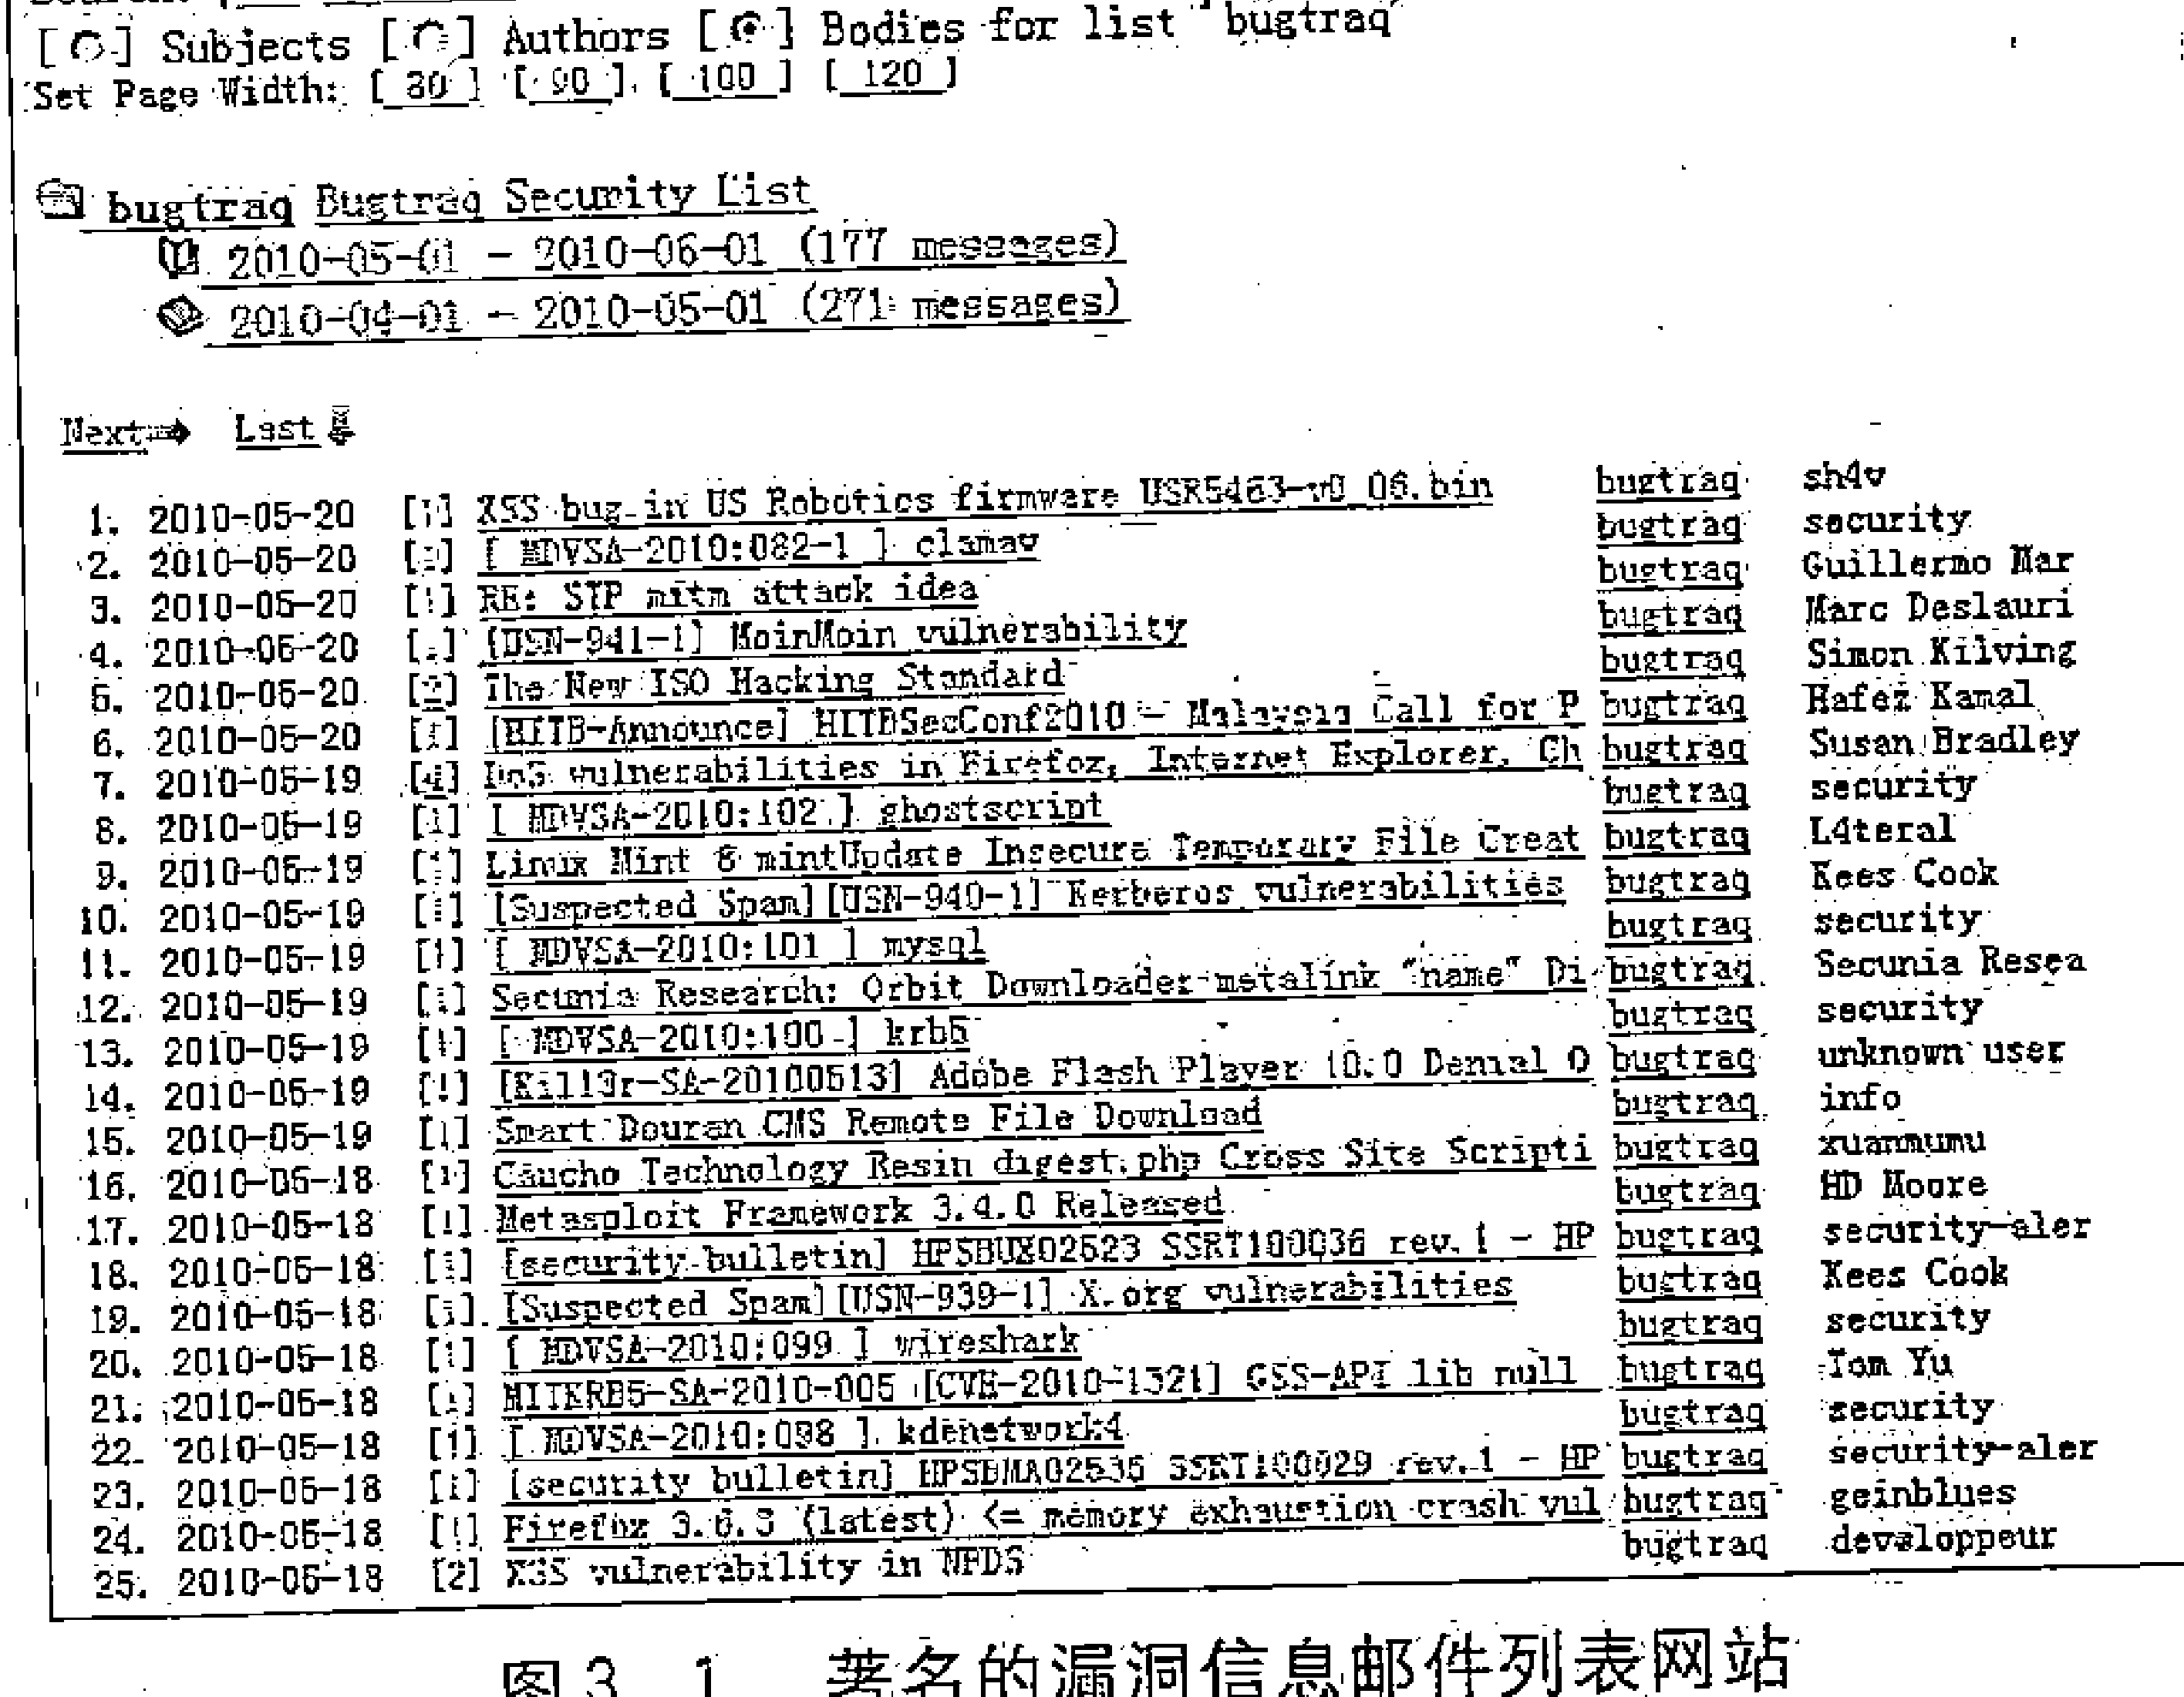 [ ] Subjects [ ] Authors [ ] Bodies for list `bugtraq'
Set Page Width: [ 80 ] [ 90 ] [ 100 ] [ 120 ]
bugtraq Bugtraq Security List
2010-05-01 - 2010-06-01 (177 messages)
2010-04-01 - 2010-05-01 (271 messages)
Next Last
1. 2010-05-20 [1] XSS bug in US Robotics firmware USR5463-v0_06.bin bugtraq sh4v
2. 2010-05-20 [1] [ MDVSA-2010:082-1 ] clamav bugtraq security
3. 2010-05-20 [1] RE: STP mitm attack idea bugtraq Guillermo Mar
4. 2010-05-20 [1] [USN-941-1] MoinMoin vulnerability bugtraq Marc Deslauri
5. 2010-05-20 [2] The New ISO Hacking Standard bugtraq Simon Kilving
6. 2010-05-20 [1] [HITB-Announce] HITBSecConf2010 - Malaysia Call for P bugtraq Hafez Kamal
7. 2010-05-19 [4] DoS vulnerabilities in Firefox, Internet Explorer, Ch bugtraq Susan Bradley
8. 2010-05-19 [1] [ MDVSA-2010:102 ] ghostscript bugtraq security
9. 2010-05-19 [1] Linux Mint 8 mintUpdate Insecure Temporary File Creat bugtraq L4teral
10. 2010-05-19 [1] [Suspected Spam][USN-940-1] Kerberos vulnerabilities bugtraq Kees Cook
11. 2010-05-19 [1] [ MDVSA-2010:101 ] mysql bugtraq security
12. 2010-05-19 [1] Secunia Research: Orbit Downloader metalink "name" Di bugtraq Secunia Resea
13. 2010-05-19 [1] [ MDVSA-2010:100 ] krb5 bugtraq security
14. 2010-05-19 [1] [Kil13r-SA-20100513] Adobe Flash Player 10.0 Denial O bugtraq unknown user
15. 2010-05-19 [1] Smart Douran CMS Remote File Download bugtraq info
16. 2010-05-18 [1] Caucho Technology Resin digest.php Cross Site Scripti bugtraq xuanmumu
17. 2010-05-18 [1] Metasploit Framework 3.4.0 Released bugtraq HD Moore
18. 2010-05-18 [1] [security bulletin] HPSBUX02523 SSRT100036 rev.1 - HP bugtraq security-aler
19. 2010-05-18 [1] [Suspected Spam][USN-939-1] X.org vulnerabilities bugtraq Kees Cook
20. 2010-05-18 [1] [ MDVSA-2010:099 ] wireshark bugtraq security
21. 2010-05-18 [1] MITKRB5-SA-2010-005 [CVE-2010-1321] GSS-API lib null bugtraq Tom Yu
22. 2010-05-18 [1] [ MDVSA-2010:098 ] kdenetwork4 bugtraq security
23. 2010-05-18 [1] [security bulletin] HPSBMA02535 SSRT100029 rev.1 - HP bugtraq security-aler
24. 2010-05-18 [1] Firefox 3.6.3 (latest) <= memory exhaustion crash vul bugtraq geinblues
25. 2010-05-18 [2] XSS vulnerability in NPDS bugtraq developpeur
图3 1 著名的漏洞信息邮件列表网站